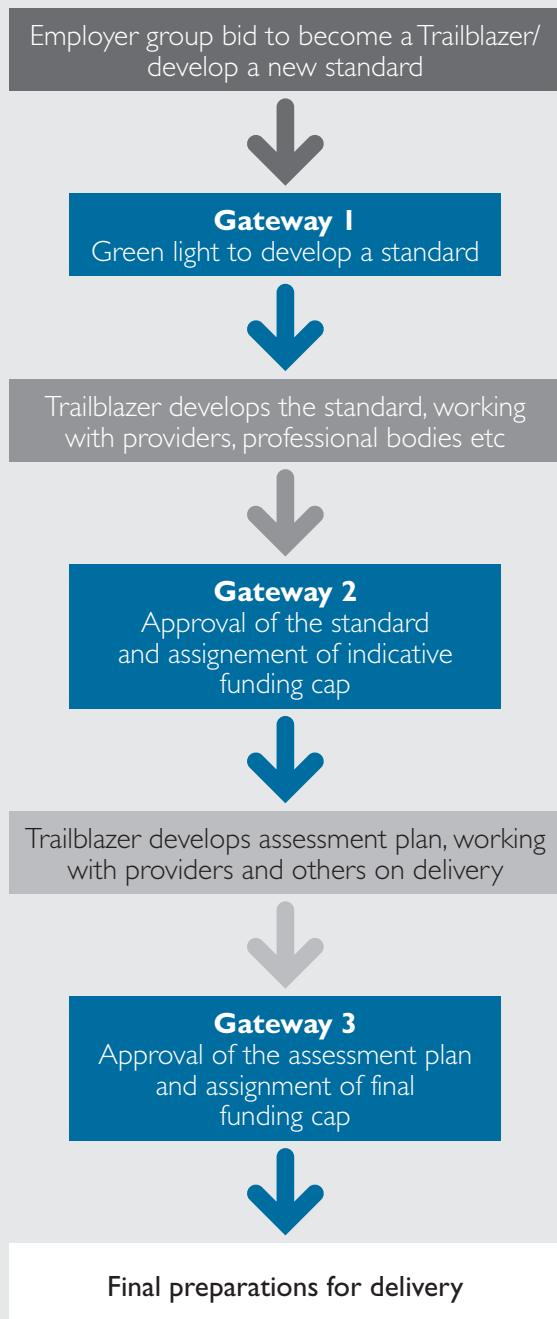 Employer group bid to become a Trailblazer/
develop a new standard
Gateway 1
Green light to develop a standard
Trailblazer develops the standard, working
with providers, professional bodies etc
Gateway 2
Approval of the standard
and assignement of indicative
funding cap
Trailblazer develops assessment plan, working
with providers and others on delivery
Gateway 3
Approval of the assessment plan
and assignment of final
funding cap
Final preparations for delivery